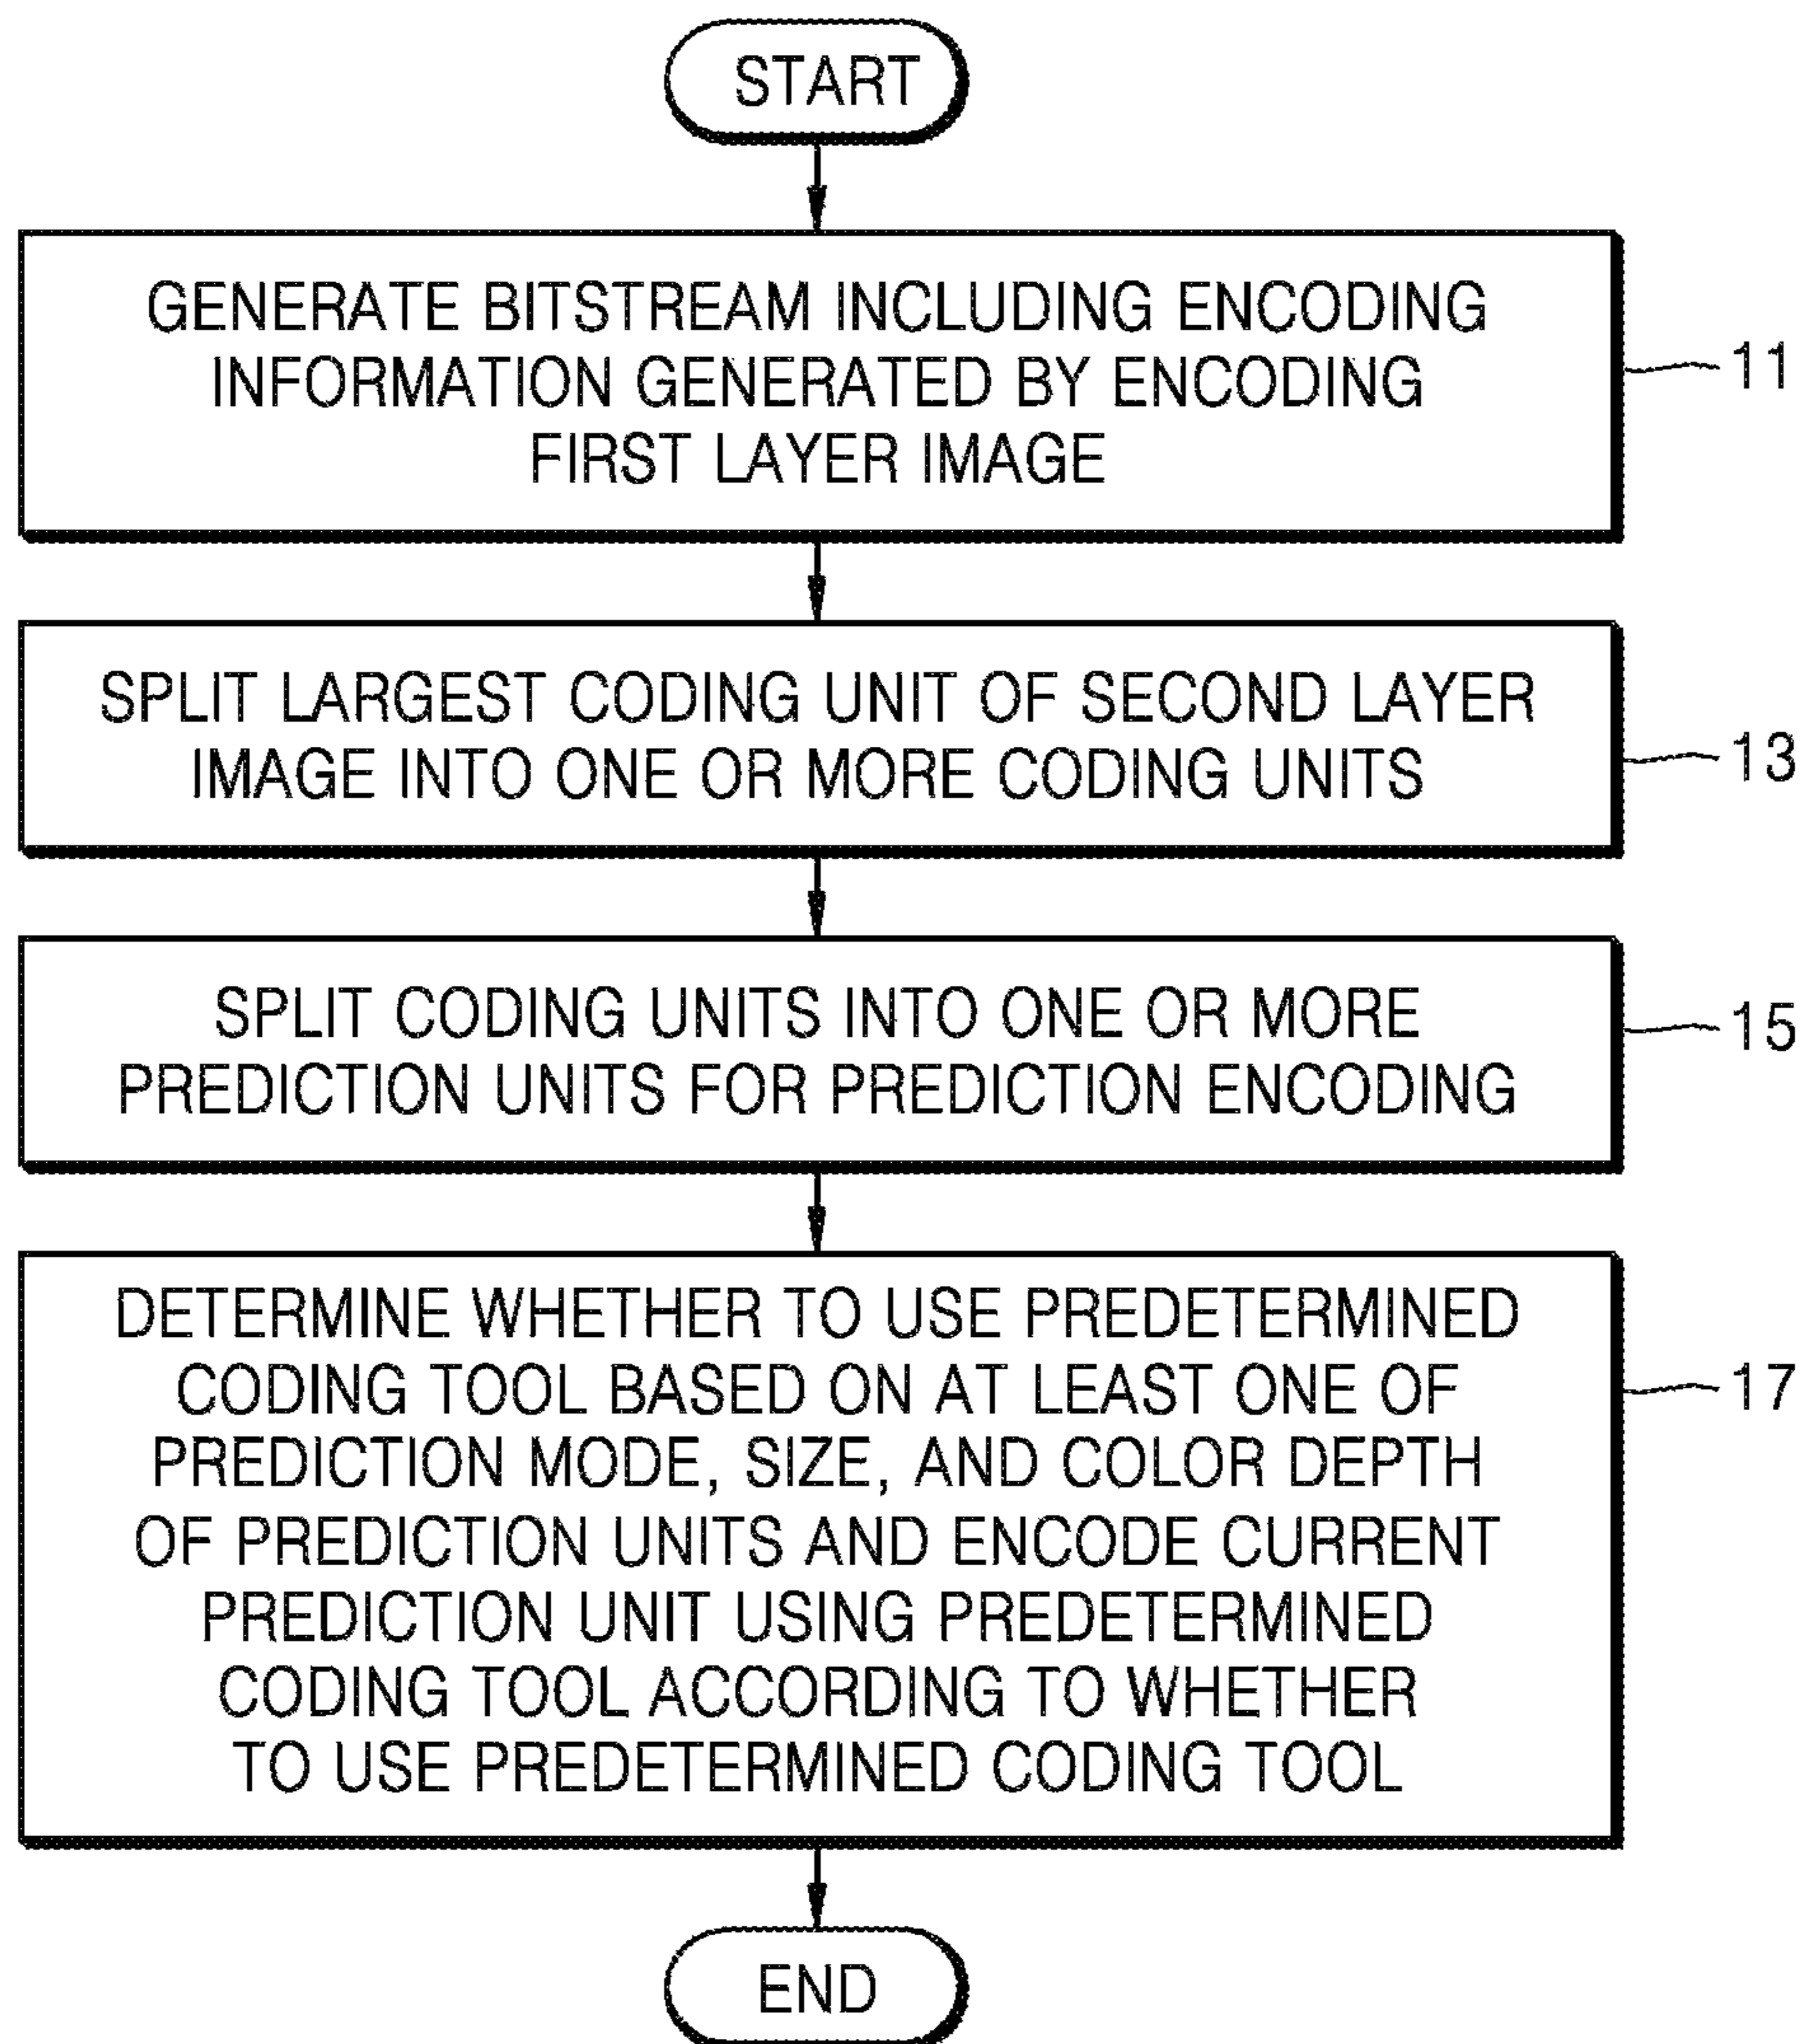 START
GENERATE BITSTREAM INCLUDING ENCODING
INFORMATION GENERATED BY ENCODING
FIRST LAYER IMAGE
11
SPLIT LARGEST CODING UNIT OF SECOND LAYER
IMAGE INTO ONE OR MORE CODING UNITS
13
SPLIT CODING UNITS INTO ONE OR MORE
PREDICTION UNITS FOR PREDICTION ENCODING
15
DETERMINE WHETHER TO USE PREDETERMINED
CODING TOOL BASED ON AT LEAST ONE OF
PREDICTION MODE, SIZE, AND COLOR DEPTH
OF PREDICTION UNITS AND ENCODE CURRENT
PREDICTION UNIT USING PREDETERMINED
CODING TOOL ACCORDING TO WHETHER
TO USE PREDETERMINED CODING TOOL
17
END